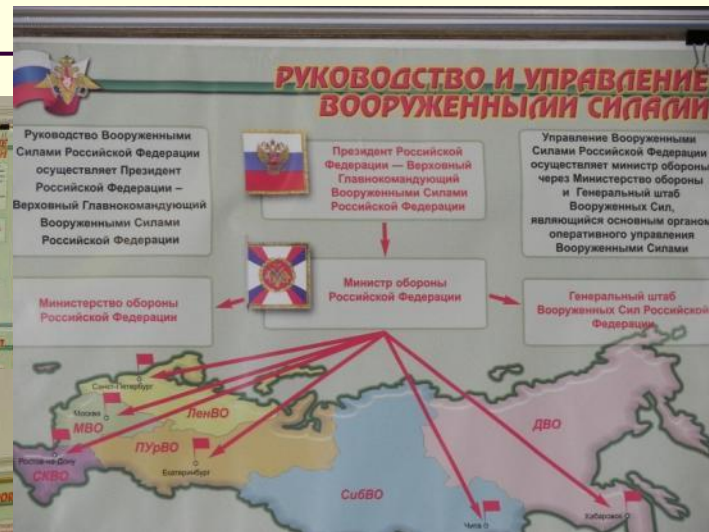 РУКОВОДСТВО И УПРАВЛЕНИЕ
ВООРУЖЕННЫМИ СИЛАМИ
Руководство Вооруженными
Силами Российской Федерации
осуществляет Президент
Российской Федерации –
Верховный Главнокомандующий
Вооруженными Силами
Российской Федерации
Президент Российской
Федерации — Верховный
Главнокомандующий
Вооруженными Силами
Российской Федерации
Управление Вооруженными
Силами Российской Федерации
осуществляет министр обороны
через Министерство обороны
и Генеральный штаб
Вооруженных Сил,
являющийся основным органом
оперативного управления
Вооруженными Силами
Министр обороны
Российской Федерации
Министерство обороны
Российской Федерации
Генеральный штаб
Вооруженных Сил Российской
Федерации
Санкт-Петербург
ЛенВО
Москва
МВО
ПУрВО
ДВО
Ростов-на-Дону
СКВО
Екатеринбург
СибВО
Чита
Хабаровск